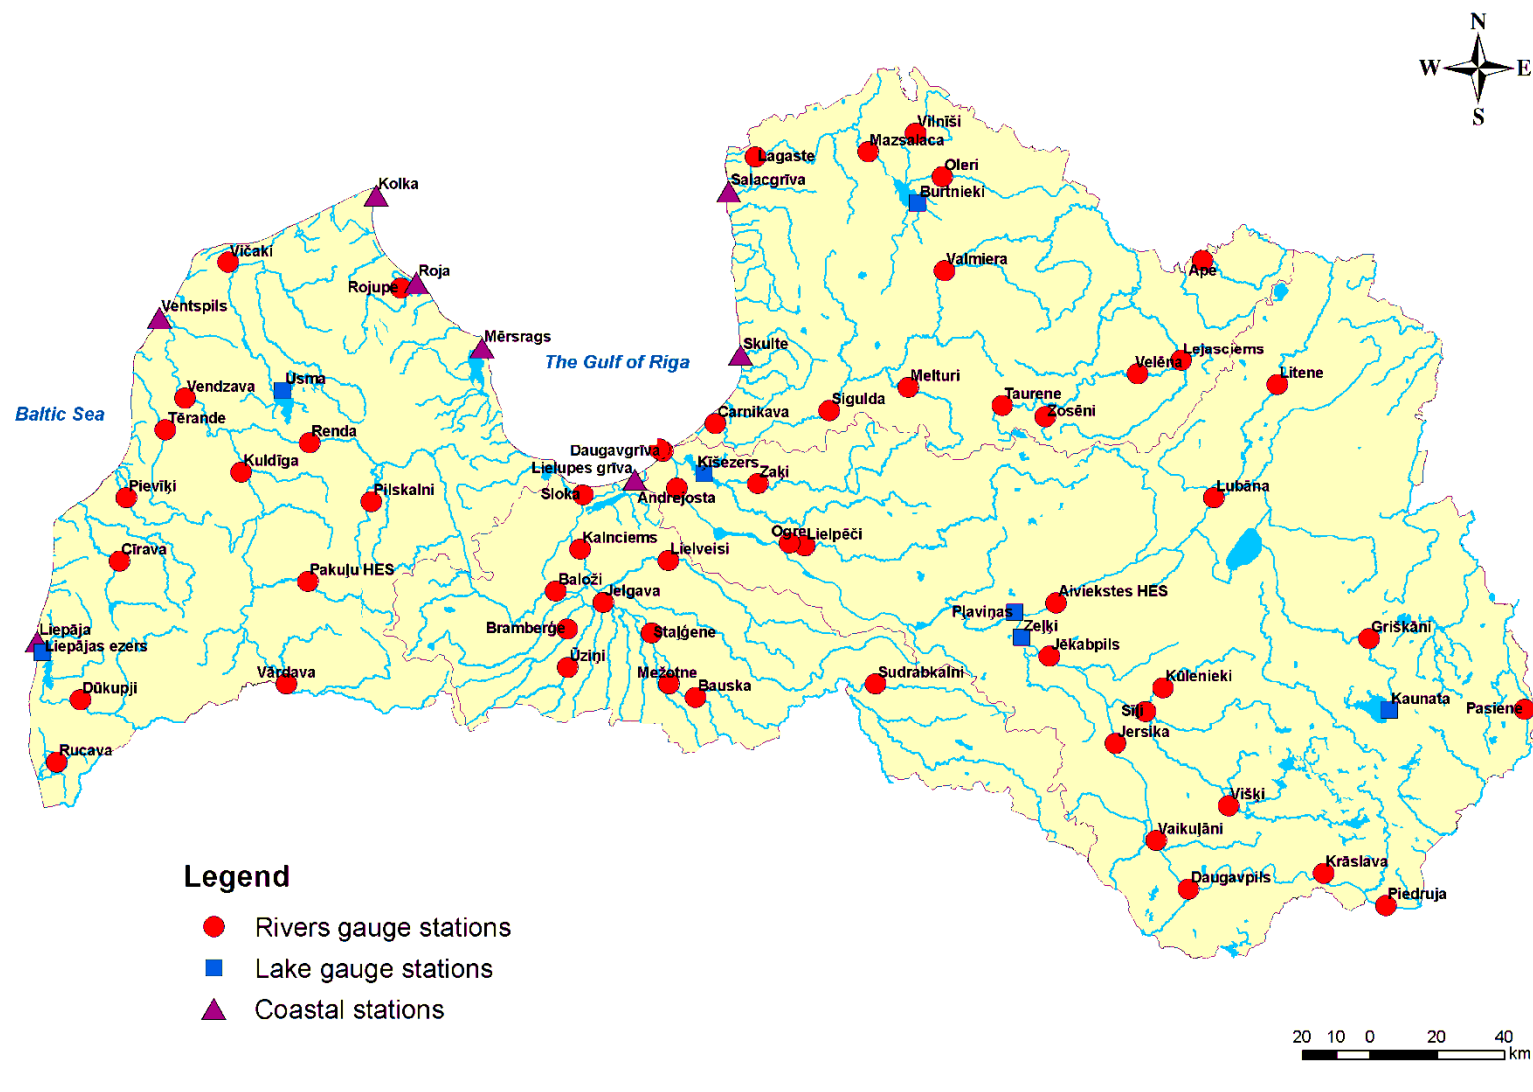 N
W E
S
Vilnīši
Mazsalaca
Lagaste
Oleri
Salacgrīva
Kolka
Burtnieki
Vičaki
Valmiera
Roja
Ape
Rojupe
Ventspils
Mērsrags
Skulte
The Gulf of Riga
Lejasciems
Velēna
Litene
Usma
Melturi
Vendzava
Taurene
Baltic Sea
Sigulda
Zosēni
Carnikava
Tērande
Renda
Daugavgrīva
Kuldīga
Ķīšezers
Lielupes grīva
Zaķi
Pievīķi
Pilskalni
Sloka
Andrejosta
Lubāna
Ogre
Lielpēči
Kalnciems
Cīrava
Lielveisi
Pakuļu HES
Baloži
Jelgava
Aiviekstes HES
Pļaviņas
Zeļķi
Bramberģe
Staļģene
Griškāni
Liepāja
Liepājas ezers
Jēkabpils
Ūziņi
Vārdava
Mežotne
Bauska
Sudrabkalni
Kūlenieki
Dūkupji
Kaunata
Sīļi
Pasiene
Jersika
Rucava
Višķi
Vaikuļāni
Krāslava
Daugavpils
Piedruja
Legend
Rivers gauge stations
Lake gauge stations
Coastal stations
20 10 0 20 40
km